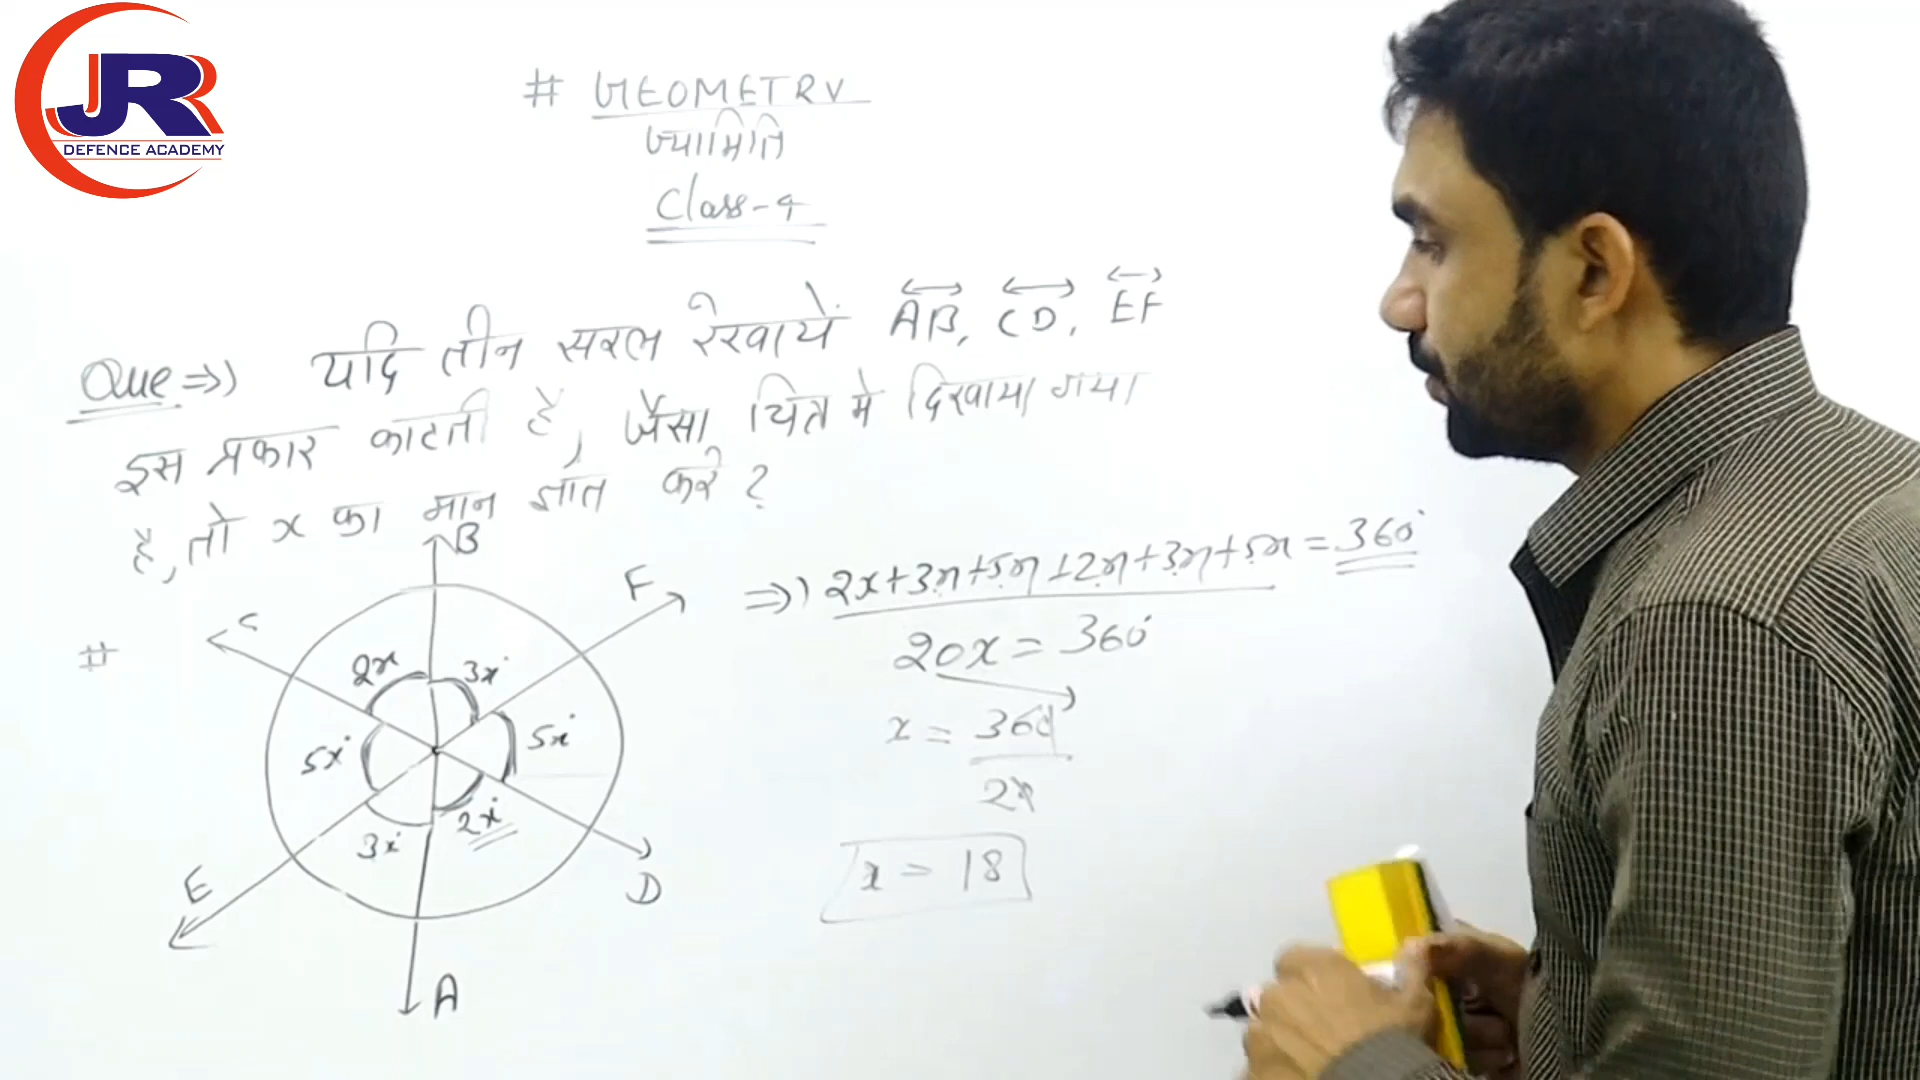 JR
DEFENCE ACADEMY
# GEOMETRY
ज्यामिति
Class-4
Que ⇒) यदि तीन सरल रेखायें AB, CD, EF
इस प्रकार काटती है, जैसा चित्र मे दिखाया गया
है, तो x का मान ज्ञात करे ?
#
B
C
F
2x
3x°
5x°
5x°
3x°
2x°
E
D
A
⇒) 2x+3x+5x+2x+3x+5x = 360°
20x = 360°
x = 360
20
x = 18